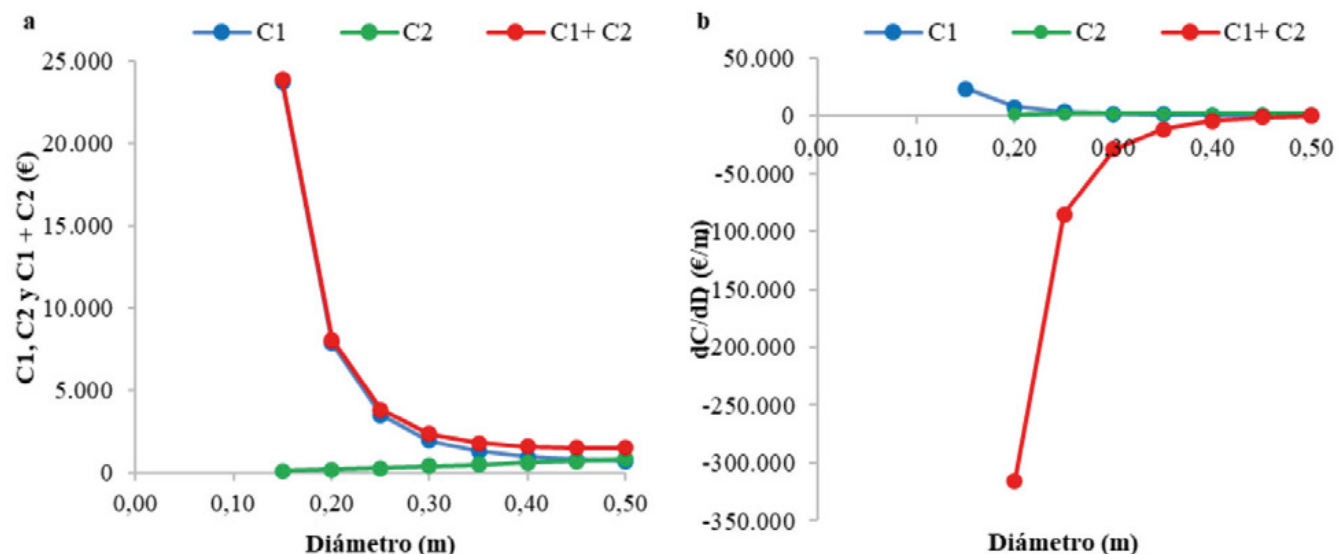 a
C1 C2 C1+ C2
C1, C2 y C1 + C2 (€)
25.000
20.000
15.000
10.000
5.000
0
0,00 0,10 0,20 0,30 0,40 0,50
Diámetro (m)
b
C1 C2 C1+ C2
dC/dD (€/m)
50.000
0
-50.000
-100.000
-150.000
-200.000
-250.000
-300.000
-350.000
0,00 0,10 0,20 0,30 0,40 0,50
Diámetro (m)